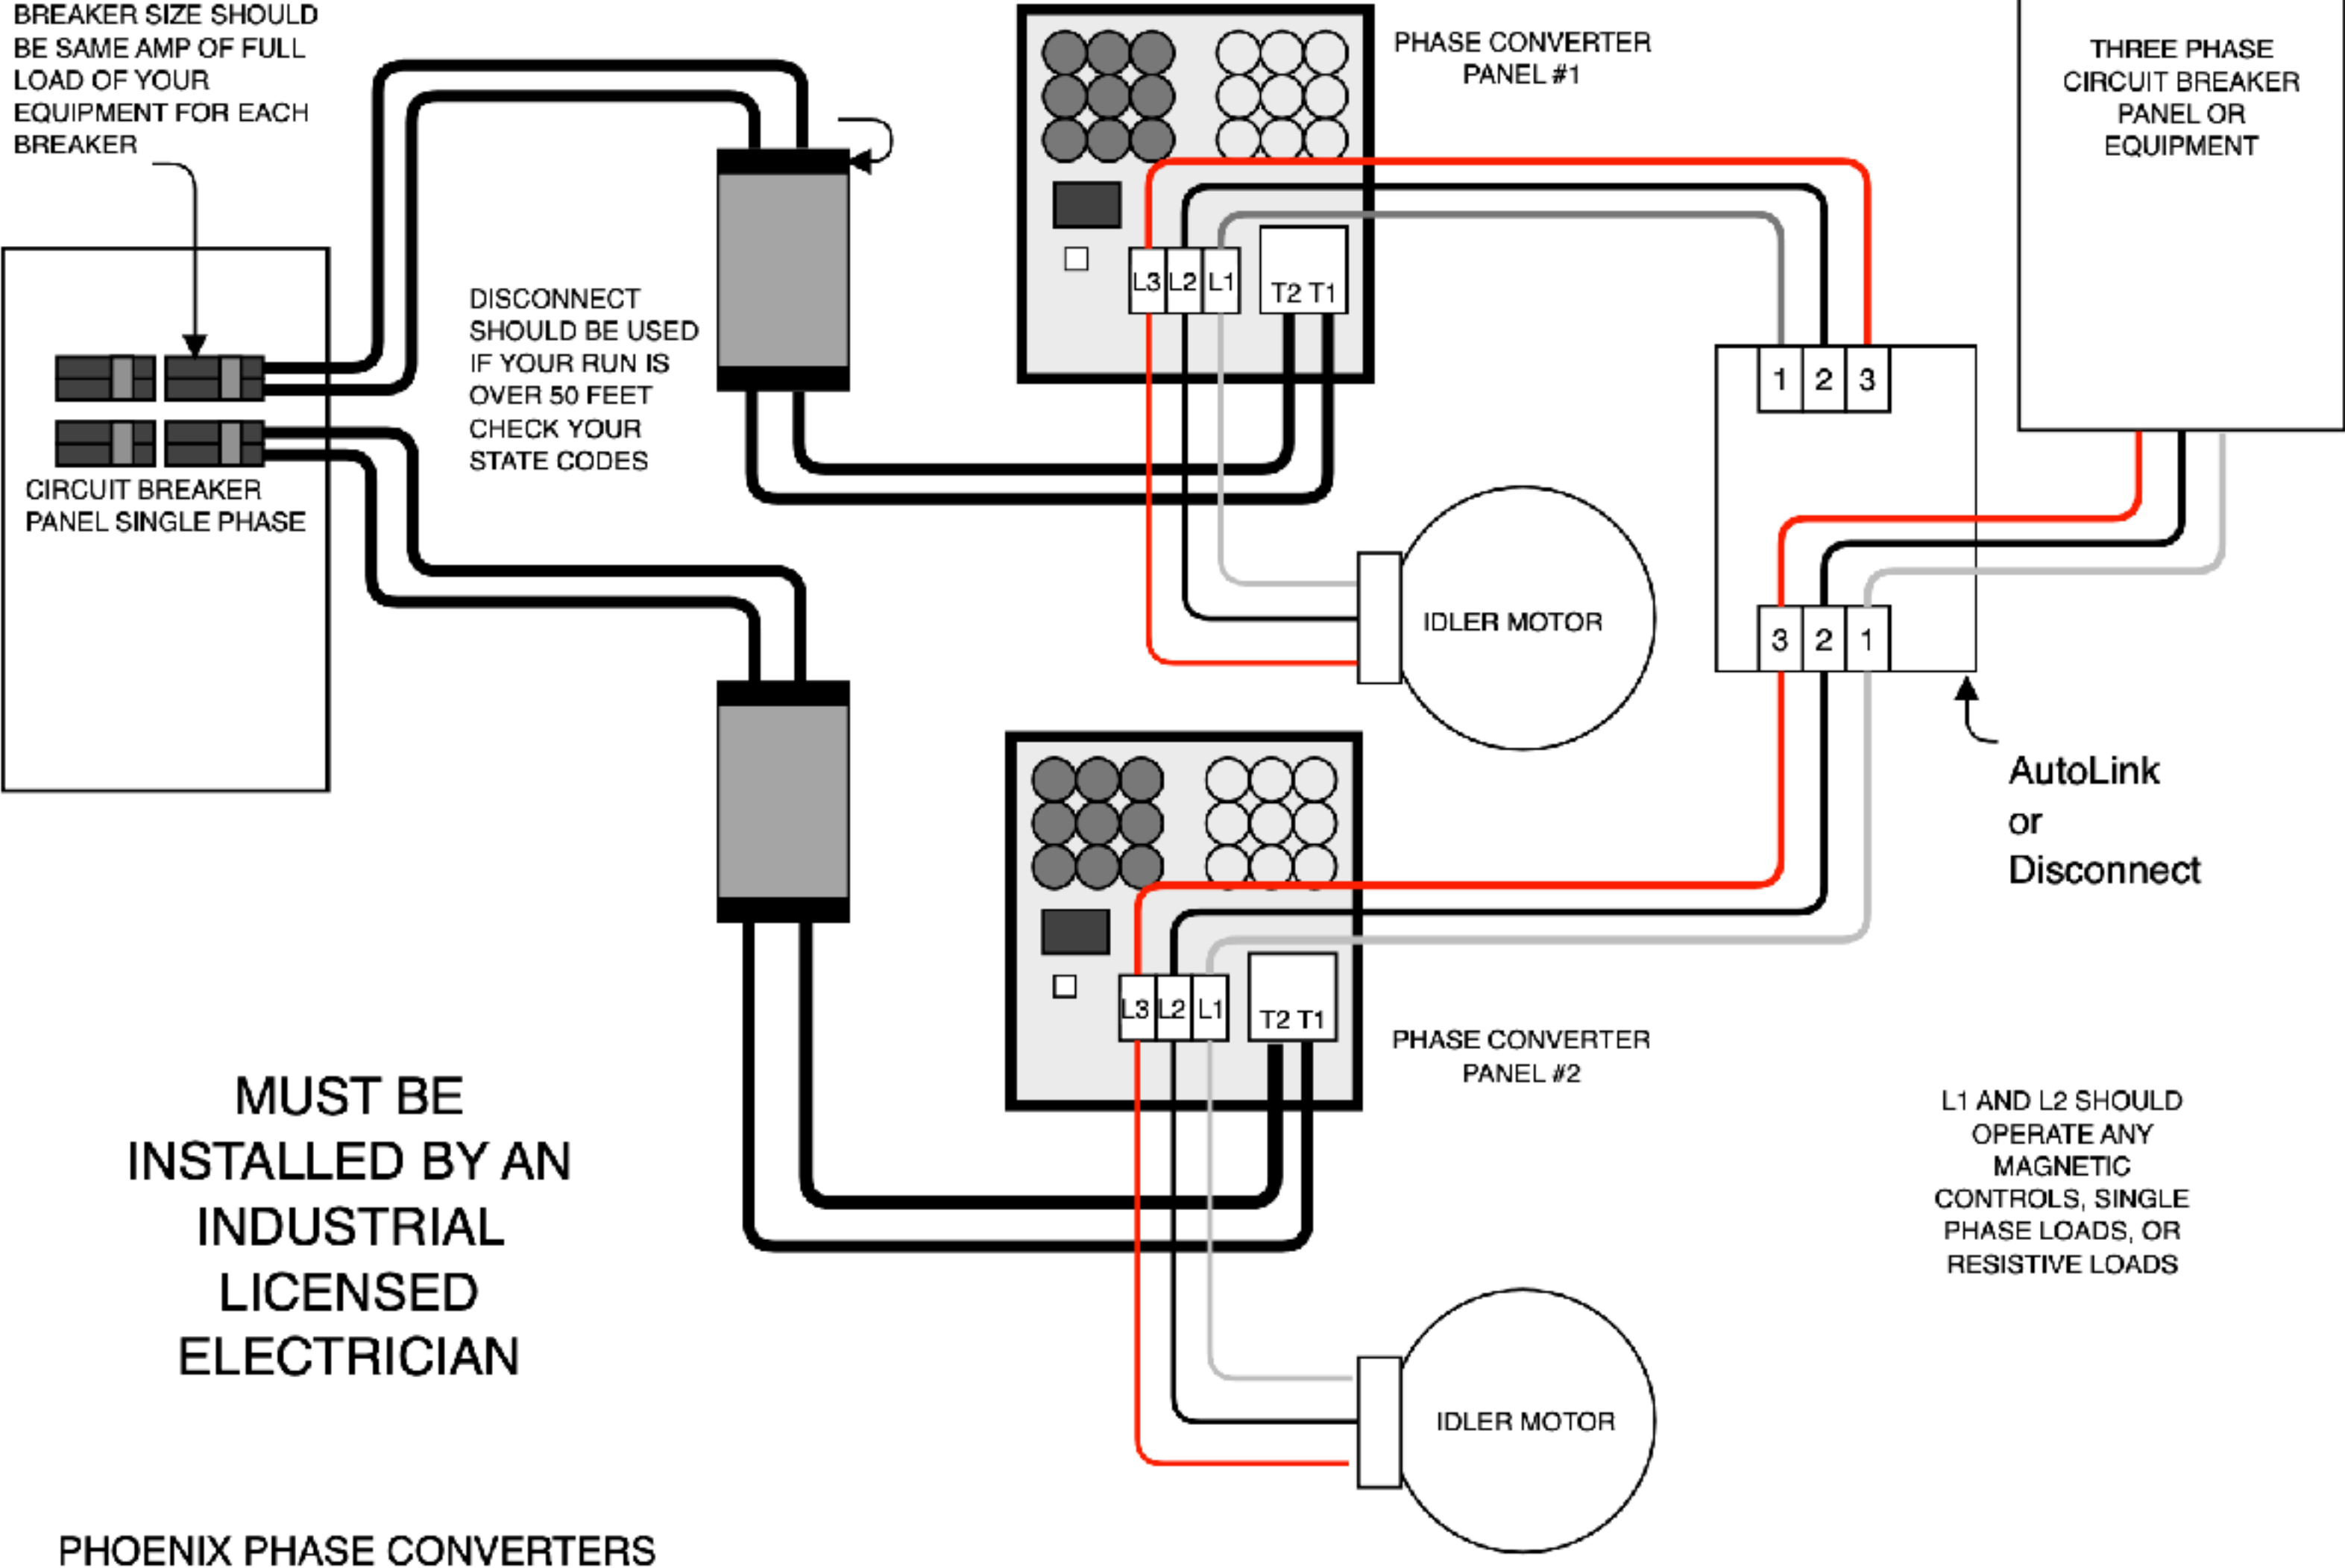 BREAKER SIZE SHOULD
BE SAME AMP OF FULL
LOAD OF YOUR
EQUIPMENT FOR EACH
BREAKER
CIRCUIT BREAKER
PANEL SINGLE PHASE
DISCONNECT
SHOULD BE USED
IF YOUR RUN IS
OVER 50 FEET
CHECK YOUR
STATE CODES
PHASE CONVERTER
PANEL #1
L3 L2 L1
T2 T1
IDLER MOTOR
THREE PHASE
CIRCUIT BREAKER
PANEL OR
EQUIPMENT
1 2 3
3 2 1
AutoLink
or
Disconnect
L3 L2 L1
T2 T1
PHASE CONVERTER
PANEL #2
IDLER MOTOR
L1 AND L2 SHOULD
OPERATE ANY
MAGNETIC
CONTROLS, SINGLE
PHASE LOADS, OR
RESISTIVE LOADS
MUST BE
INSTALLED BY AN
INDUSTRIAL
LICENSED
ELECTRICIAN
PHOENIX PHASE CONVERTERS